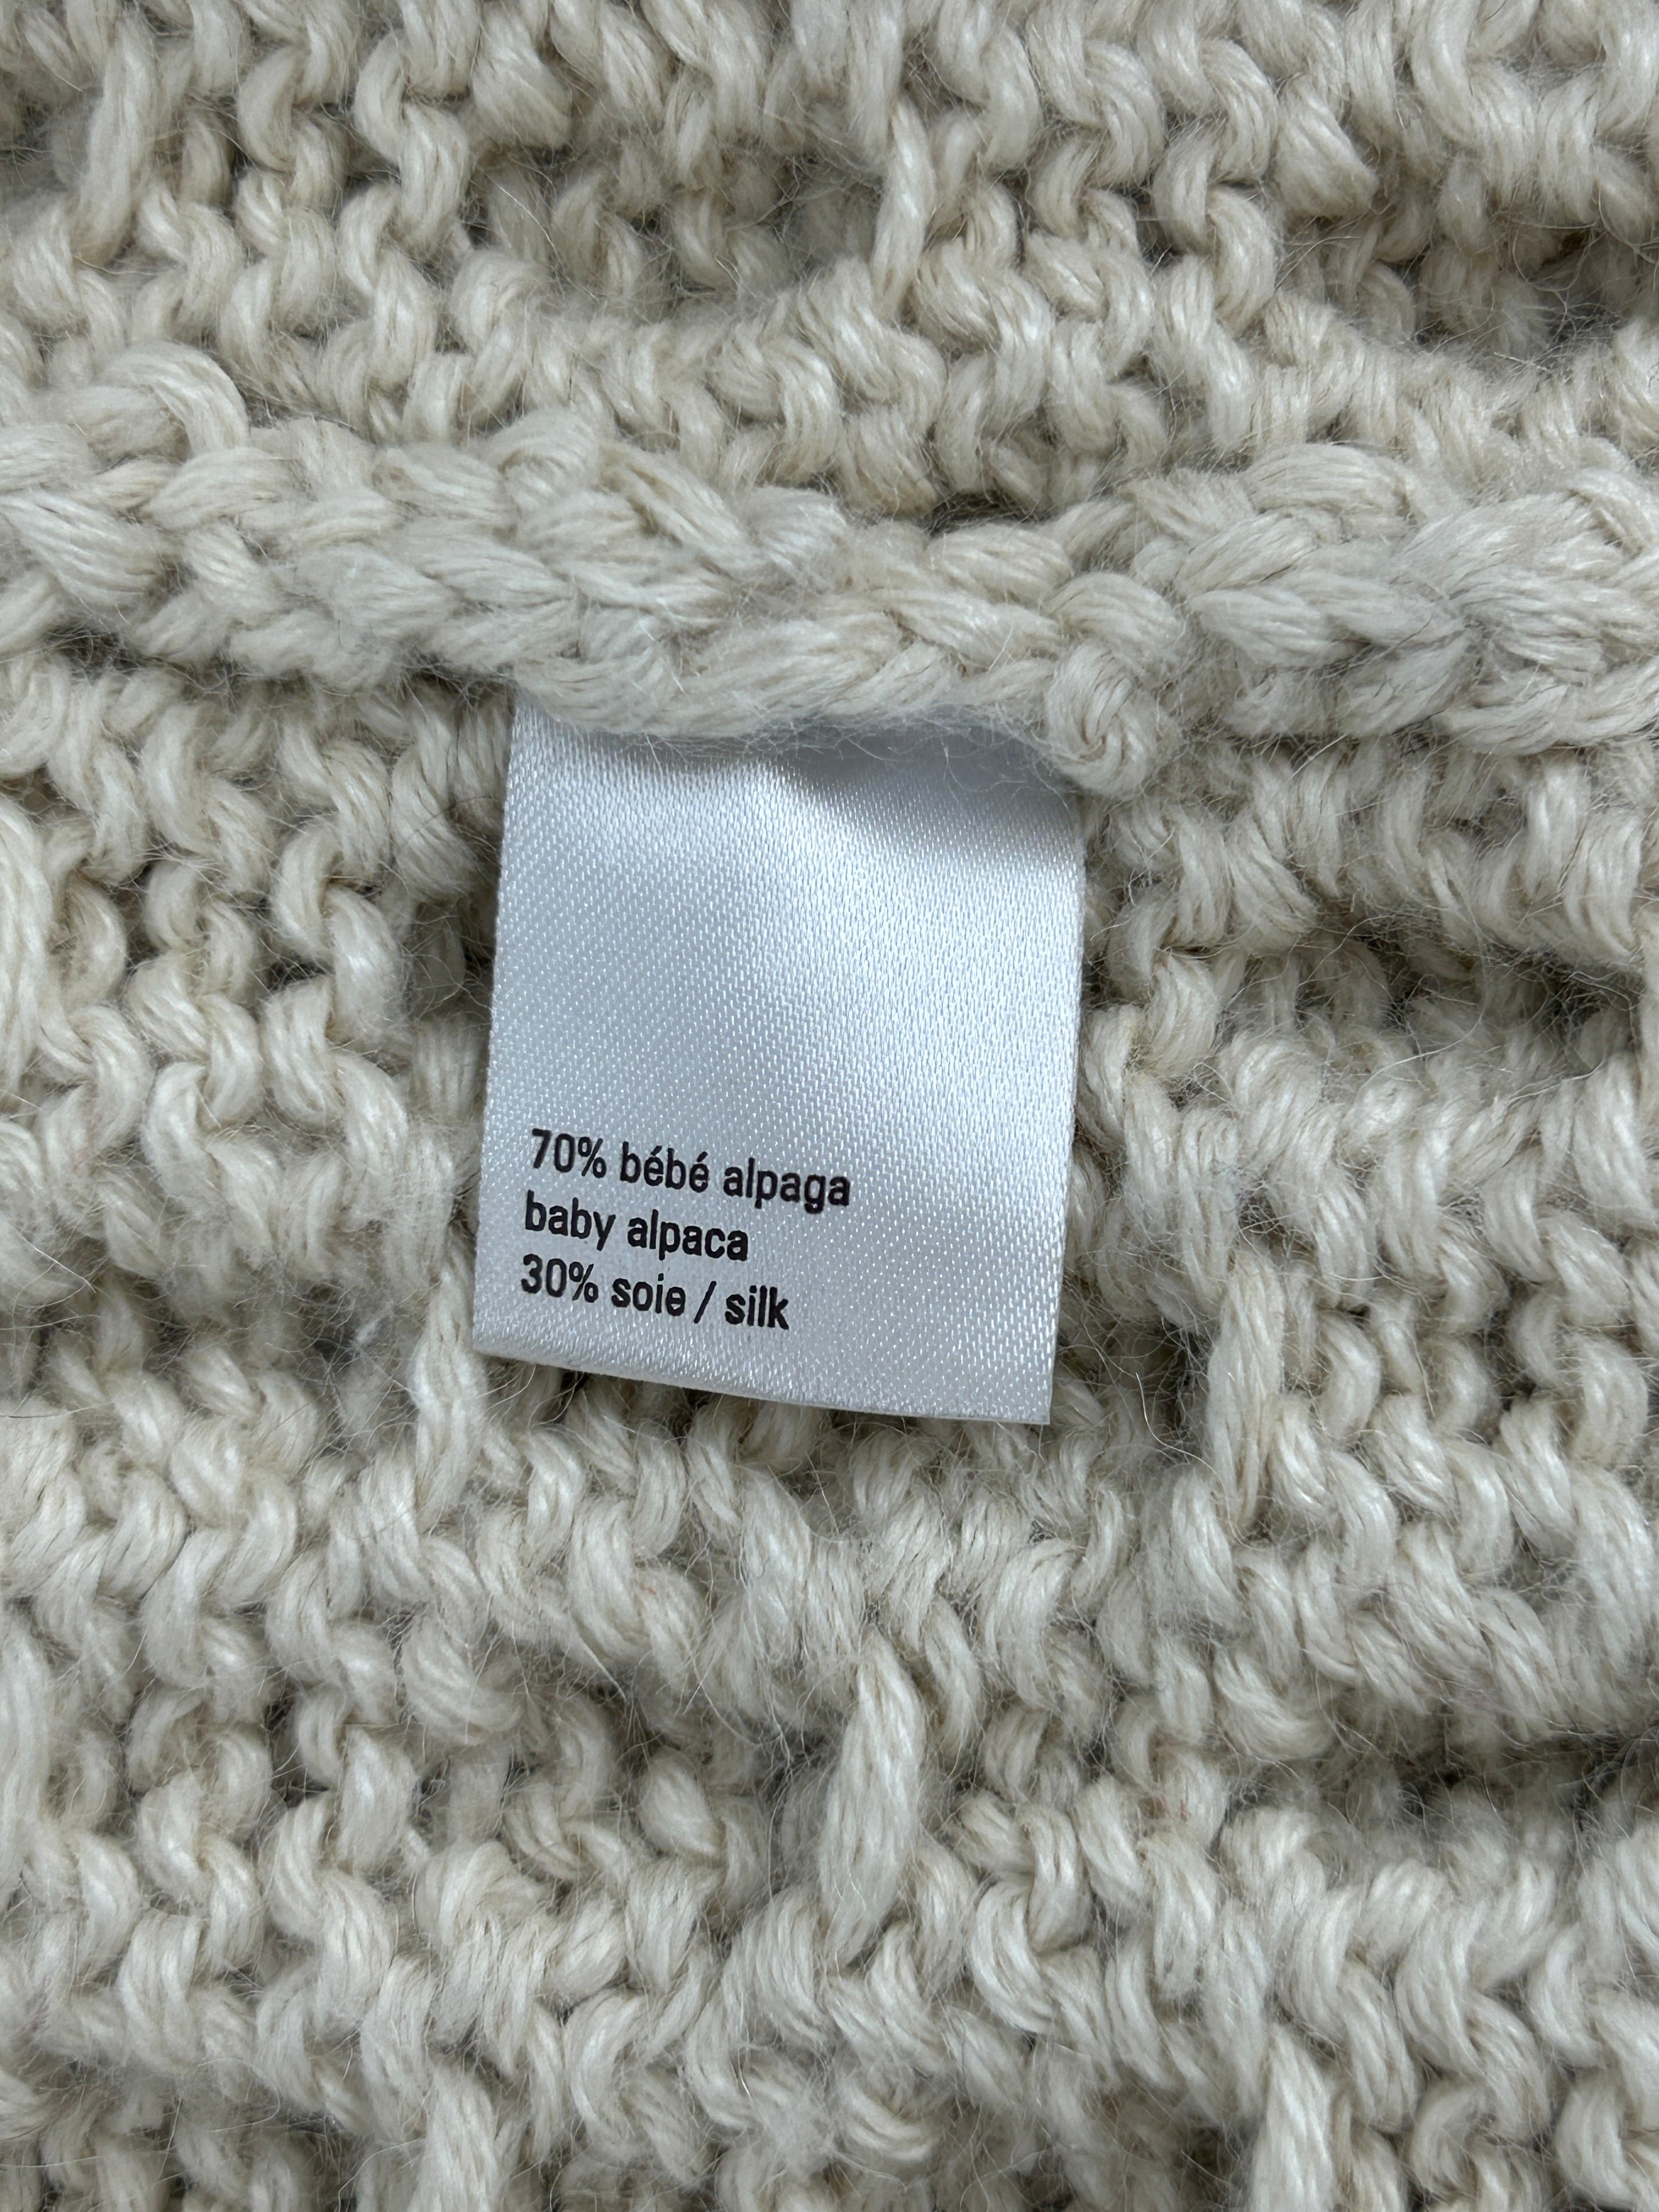 70% bébé alpaga
baby alpaca
30% soie / silk